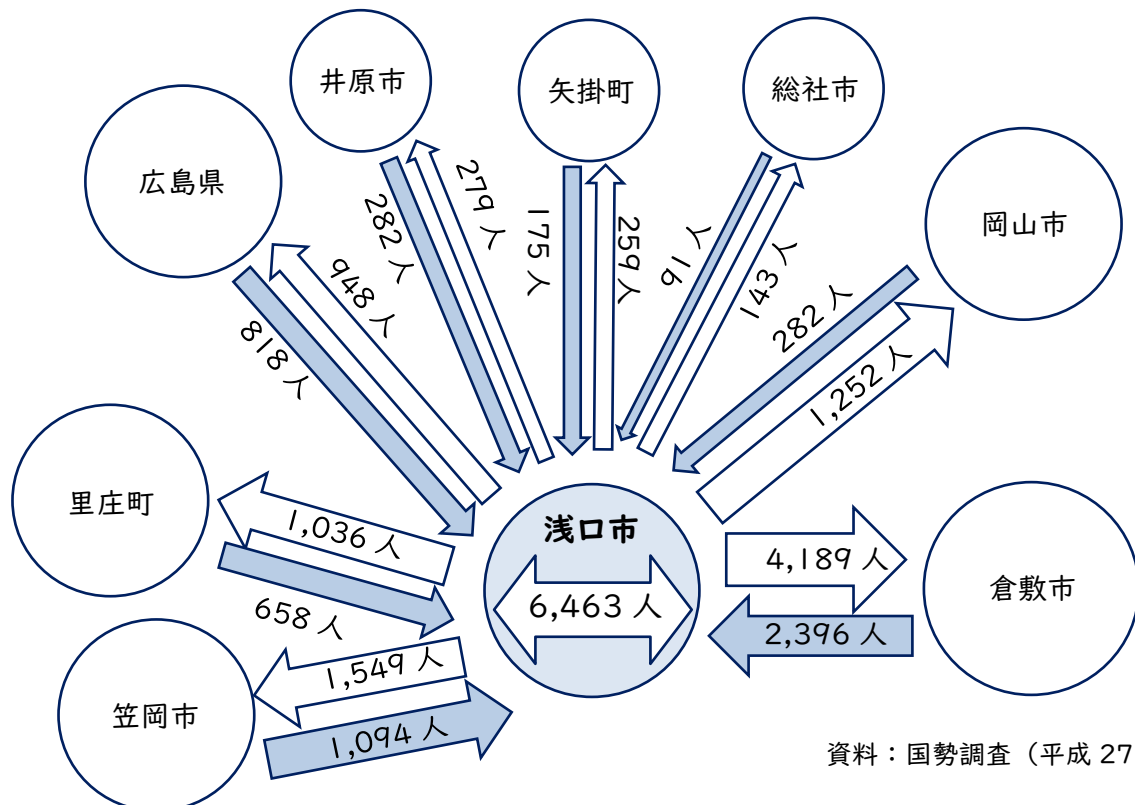 井原市
矢掛町
総社市
広島県
岡山市
279人
282人
175人
259人
91人
143人
948人
818人
282人
1,252人
里庄町
1,036人
658人
浅口市
6,463人
4,189人
2,396人
倉敷市
笠岡市
1,549人
1,094人
資料：国勢調査（平成 27